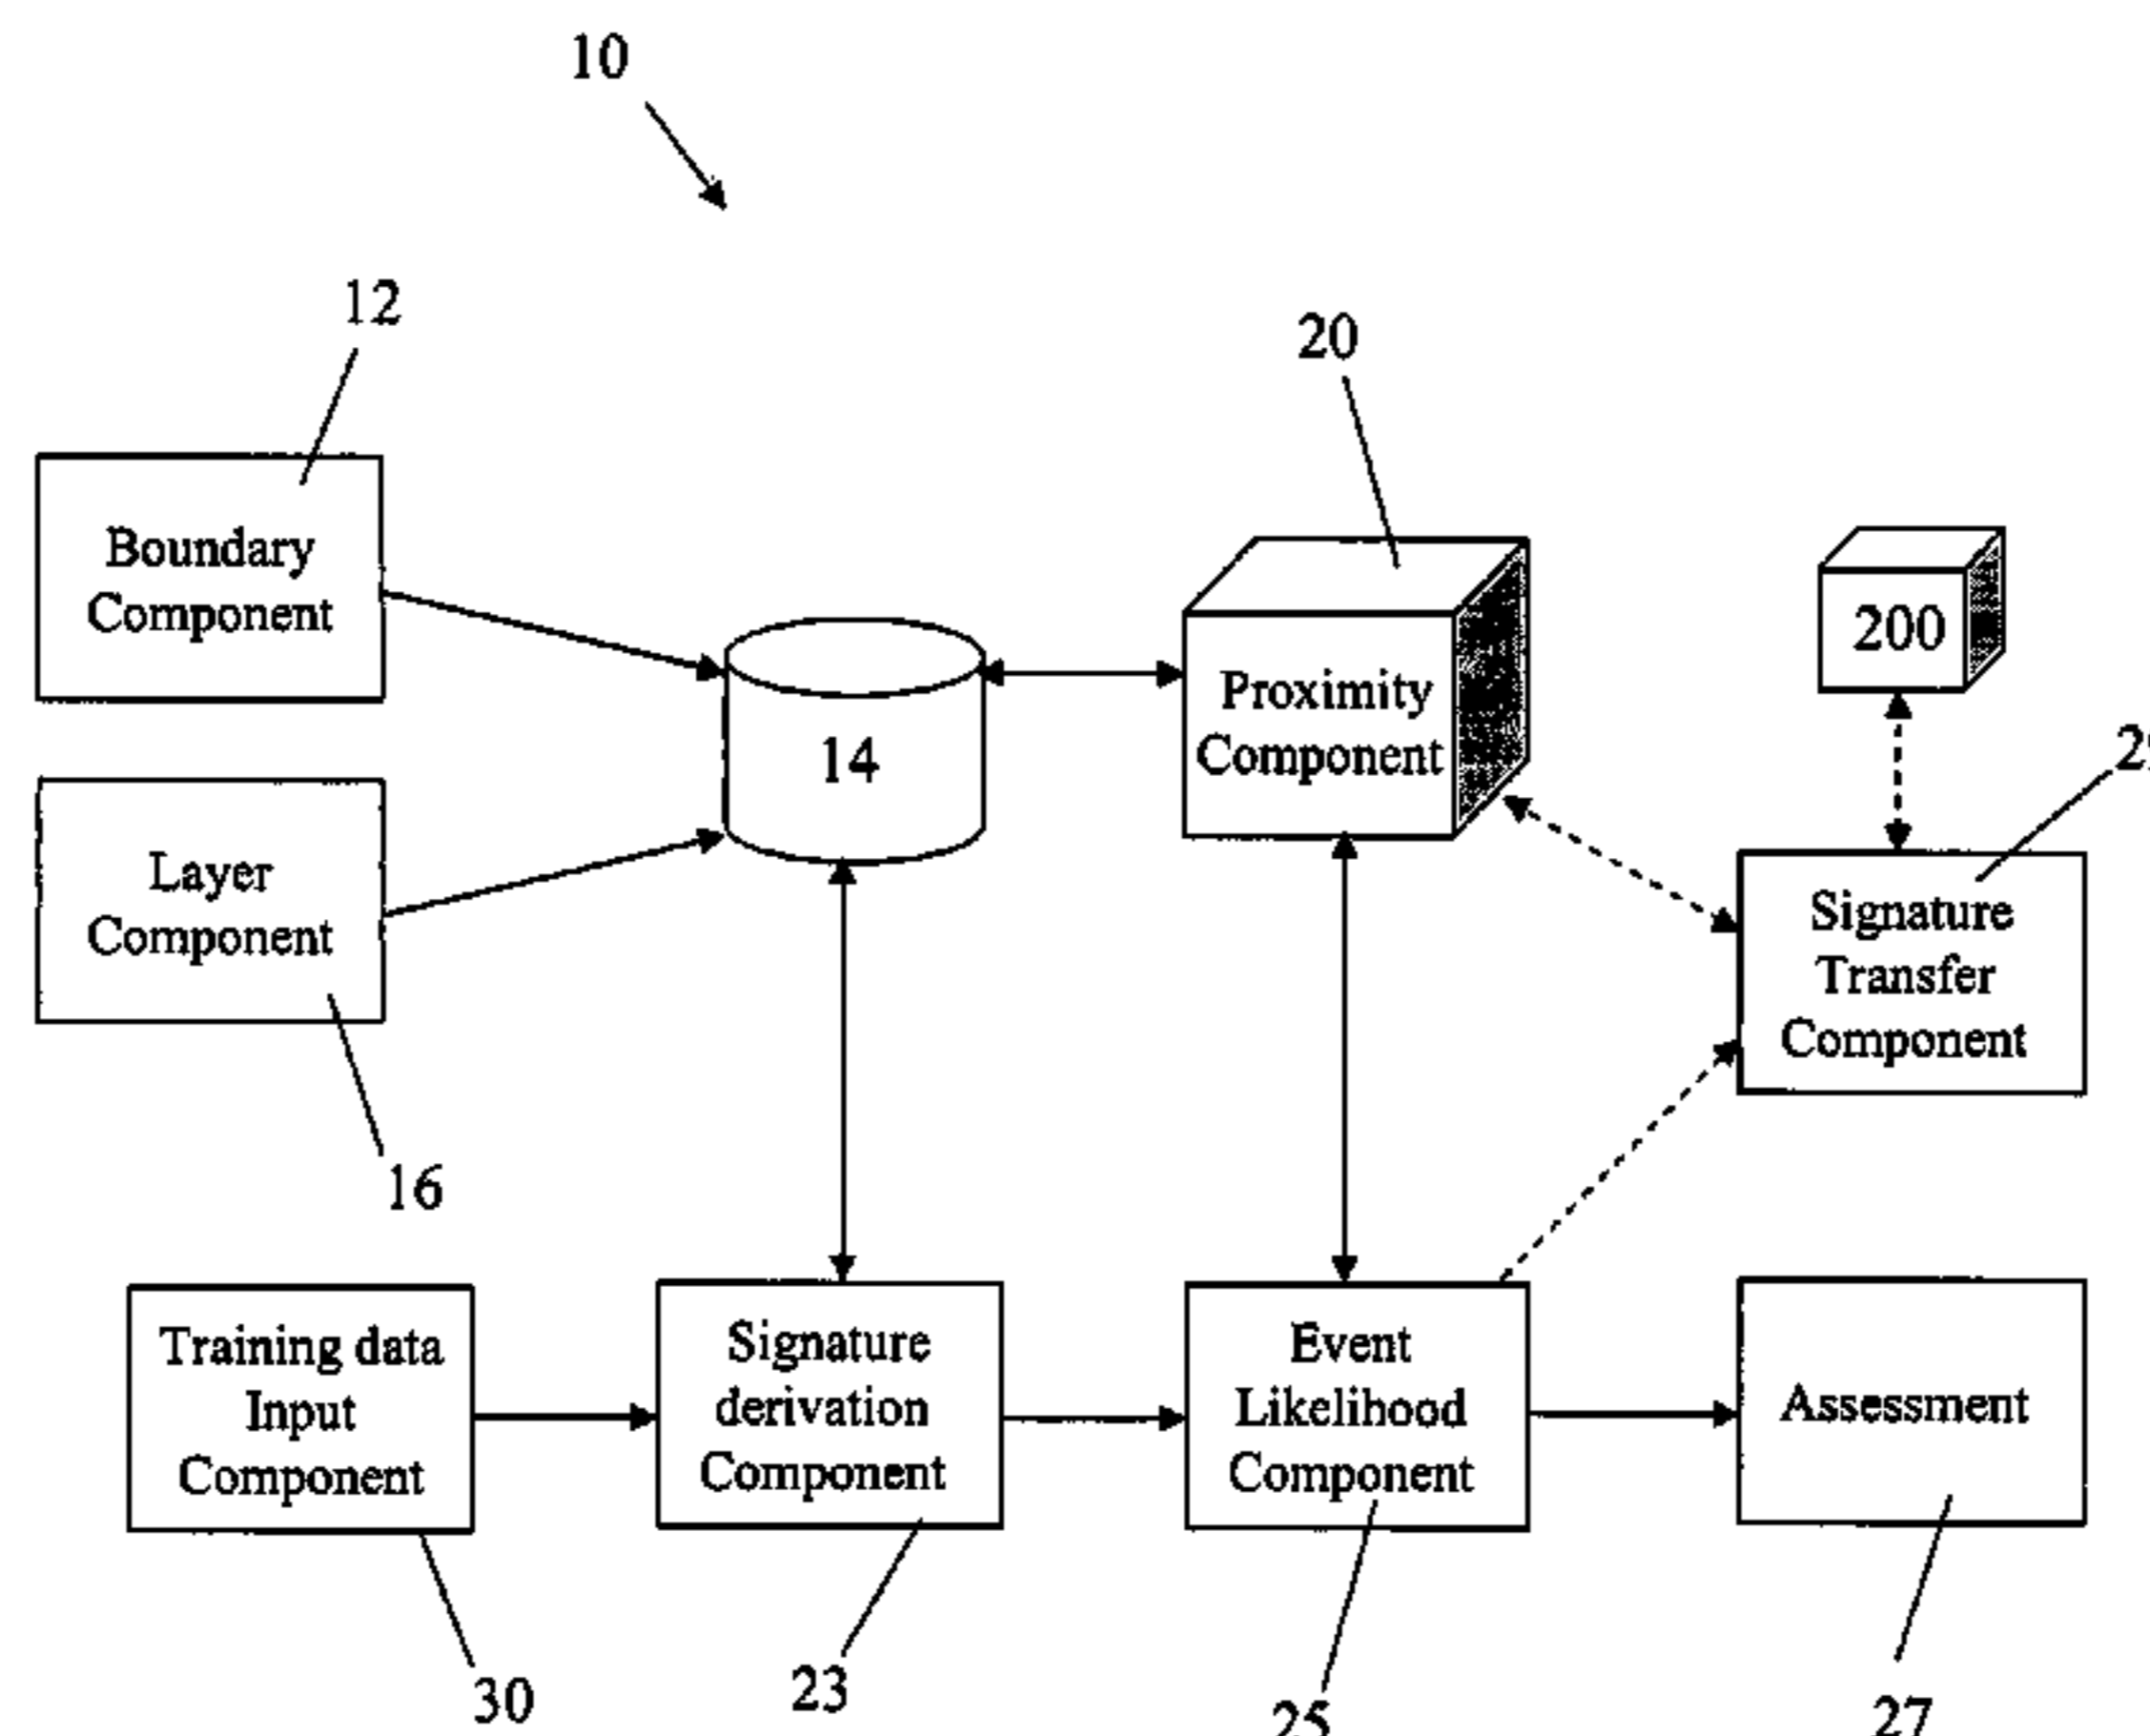 10
12
20
Boundary
Component
200
Proximity
Component
14
Layer
Component
Signature
Transfer
Component
16
Training data
Input
Component
Signature
derivation
Component
Event
Likelihood
Component
Assessment
30
23
25
27